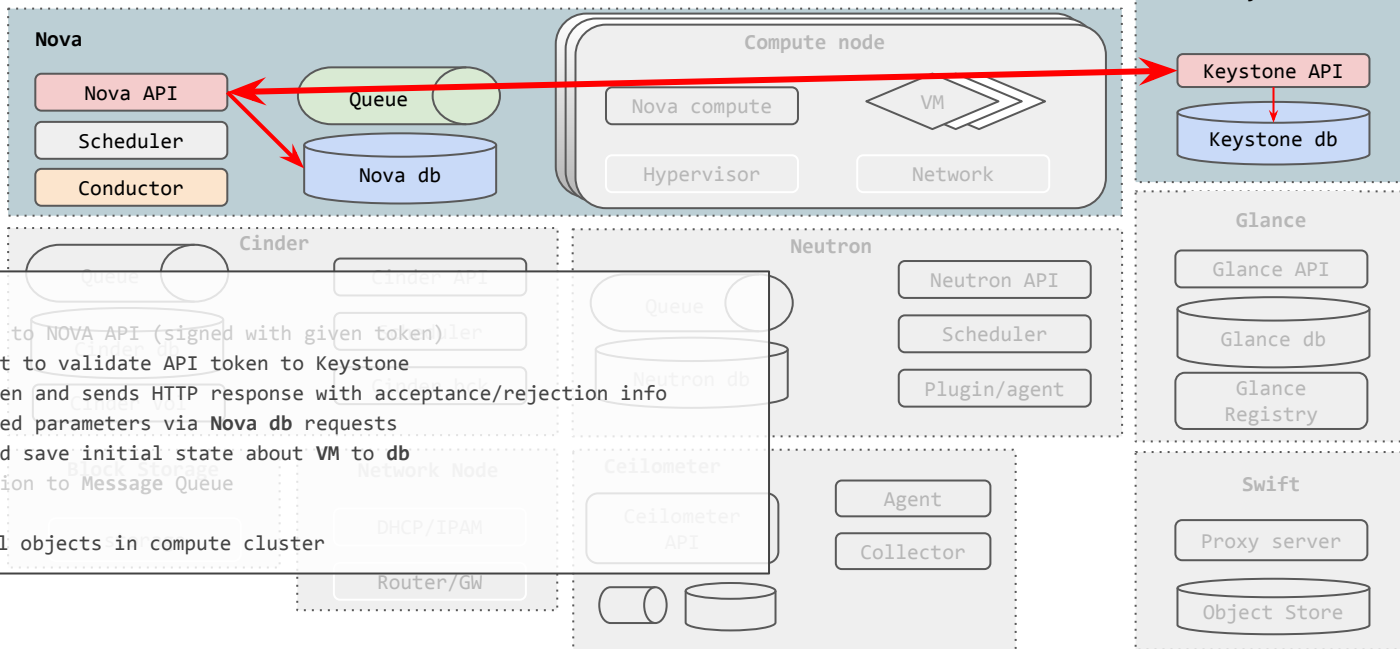 Nova
Nova API
Scheduler
Conductor
Queue
Nova db
Compute node
Nova compute
VM
Hypervisor
Network
Keystone API
Keystone db
Cinder
Queue
Cinder API
Cinder db
Cinder vol
to NOVA API (signed with given token)
t to validate API token to Keystone
en and sends HTTP response with acceptance/rejection info
ed parameters via Nova db requests
d save initial state about VM to db
ion to Message Queue
l objects in compute cluster
Block Storage
Network Node
DHCP/IPAM
Router/GW
Neutron
Queue
Neutron db
Neutron API
Scheduler
Plugin/agent
Ceilometer
Ceilometer
API
Agent
Collector
Glance
Glance API
Glance db
Glance
Registry
Swift
Proxy server
Object Store